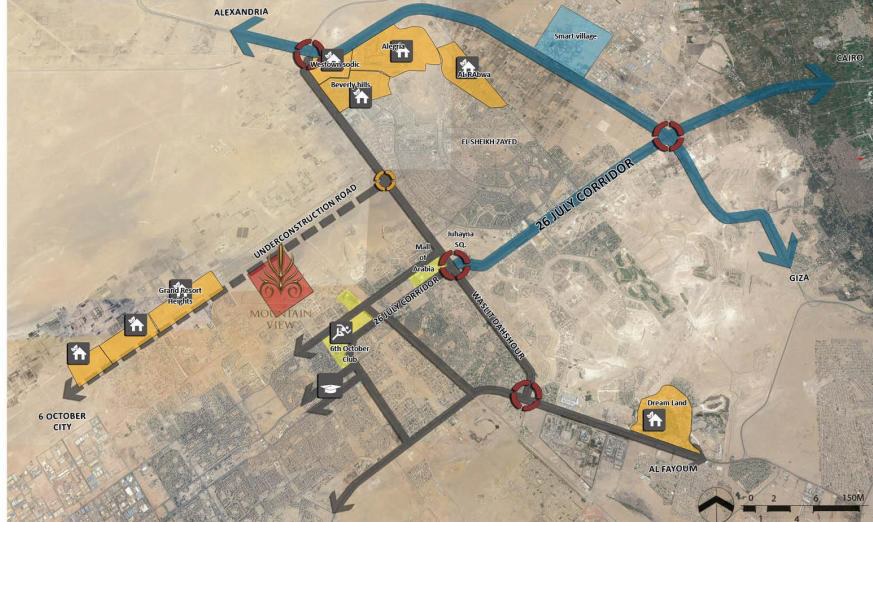 ALEXANDRIA
Smart village
Alegria
Westown sodic
CAIRO
Al-RAbwa
Beverly hills
EL-SHEIKH ZAYED
UNDERCONSTRUCTION ROAD
26 JULY CORRIDOR
Juhayna
SQ.
Mall
of
Arabia
GIZA
Grand Resort
Heights
26 JULY CORRIDOR
WASLIT DAHSHOUR
MOUNTAIN
VIEW
6th October
Club
Dream Land
6 OCTOBER
CITY
AL FAYOUM
0 2 6 150M
1 4